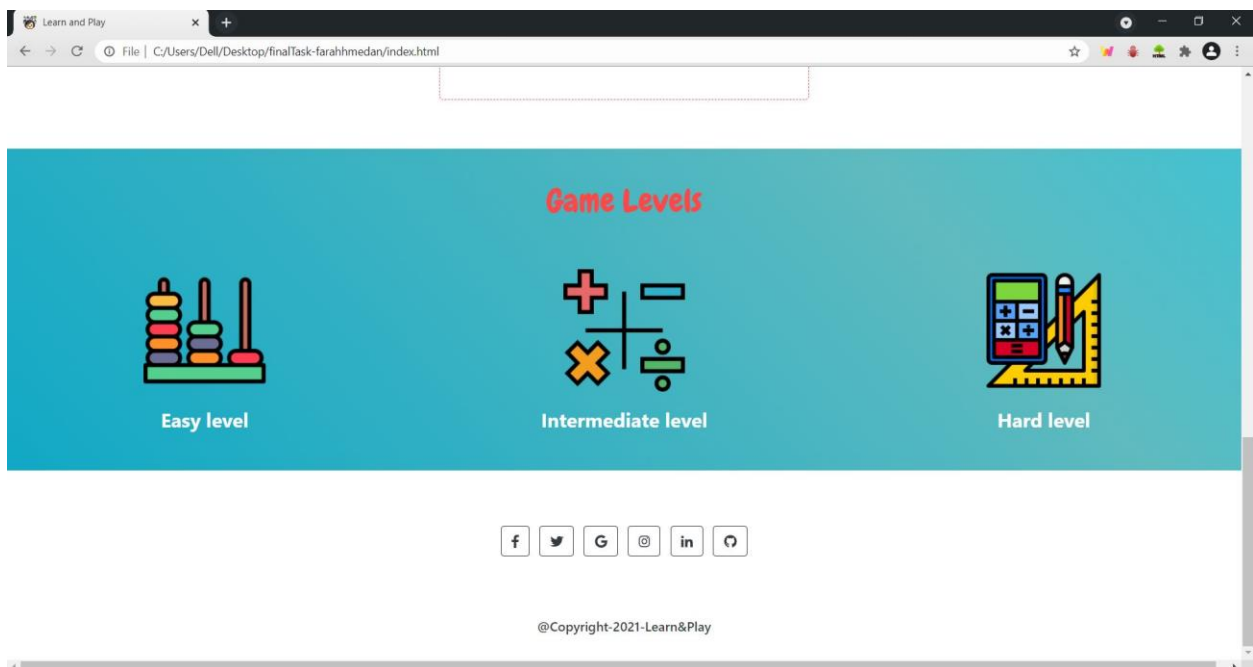 Learn and Play
File | C:/Users/Dell/Desktop/finalTask-farahhmedan/index.html
Game Levels
Easy level
Intermediate level
Hard level
f G in
@Copyright-2021-Learn&Play